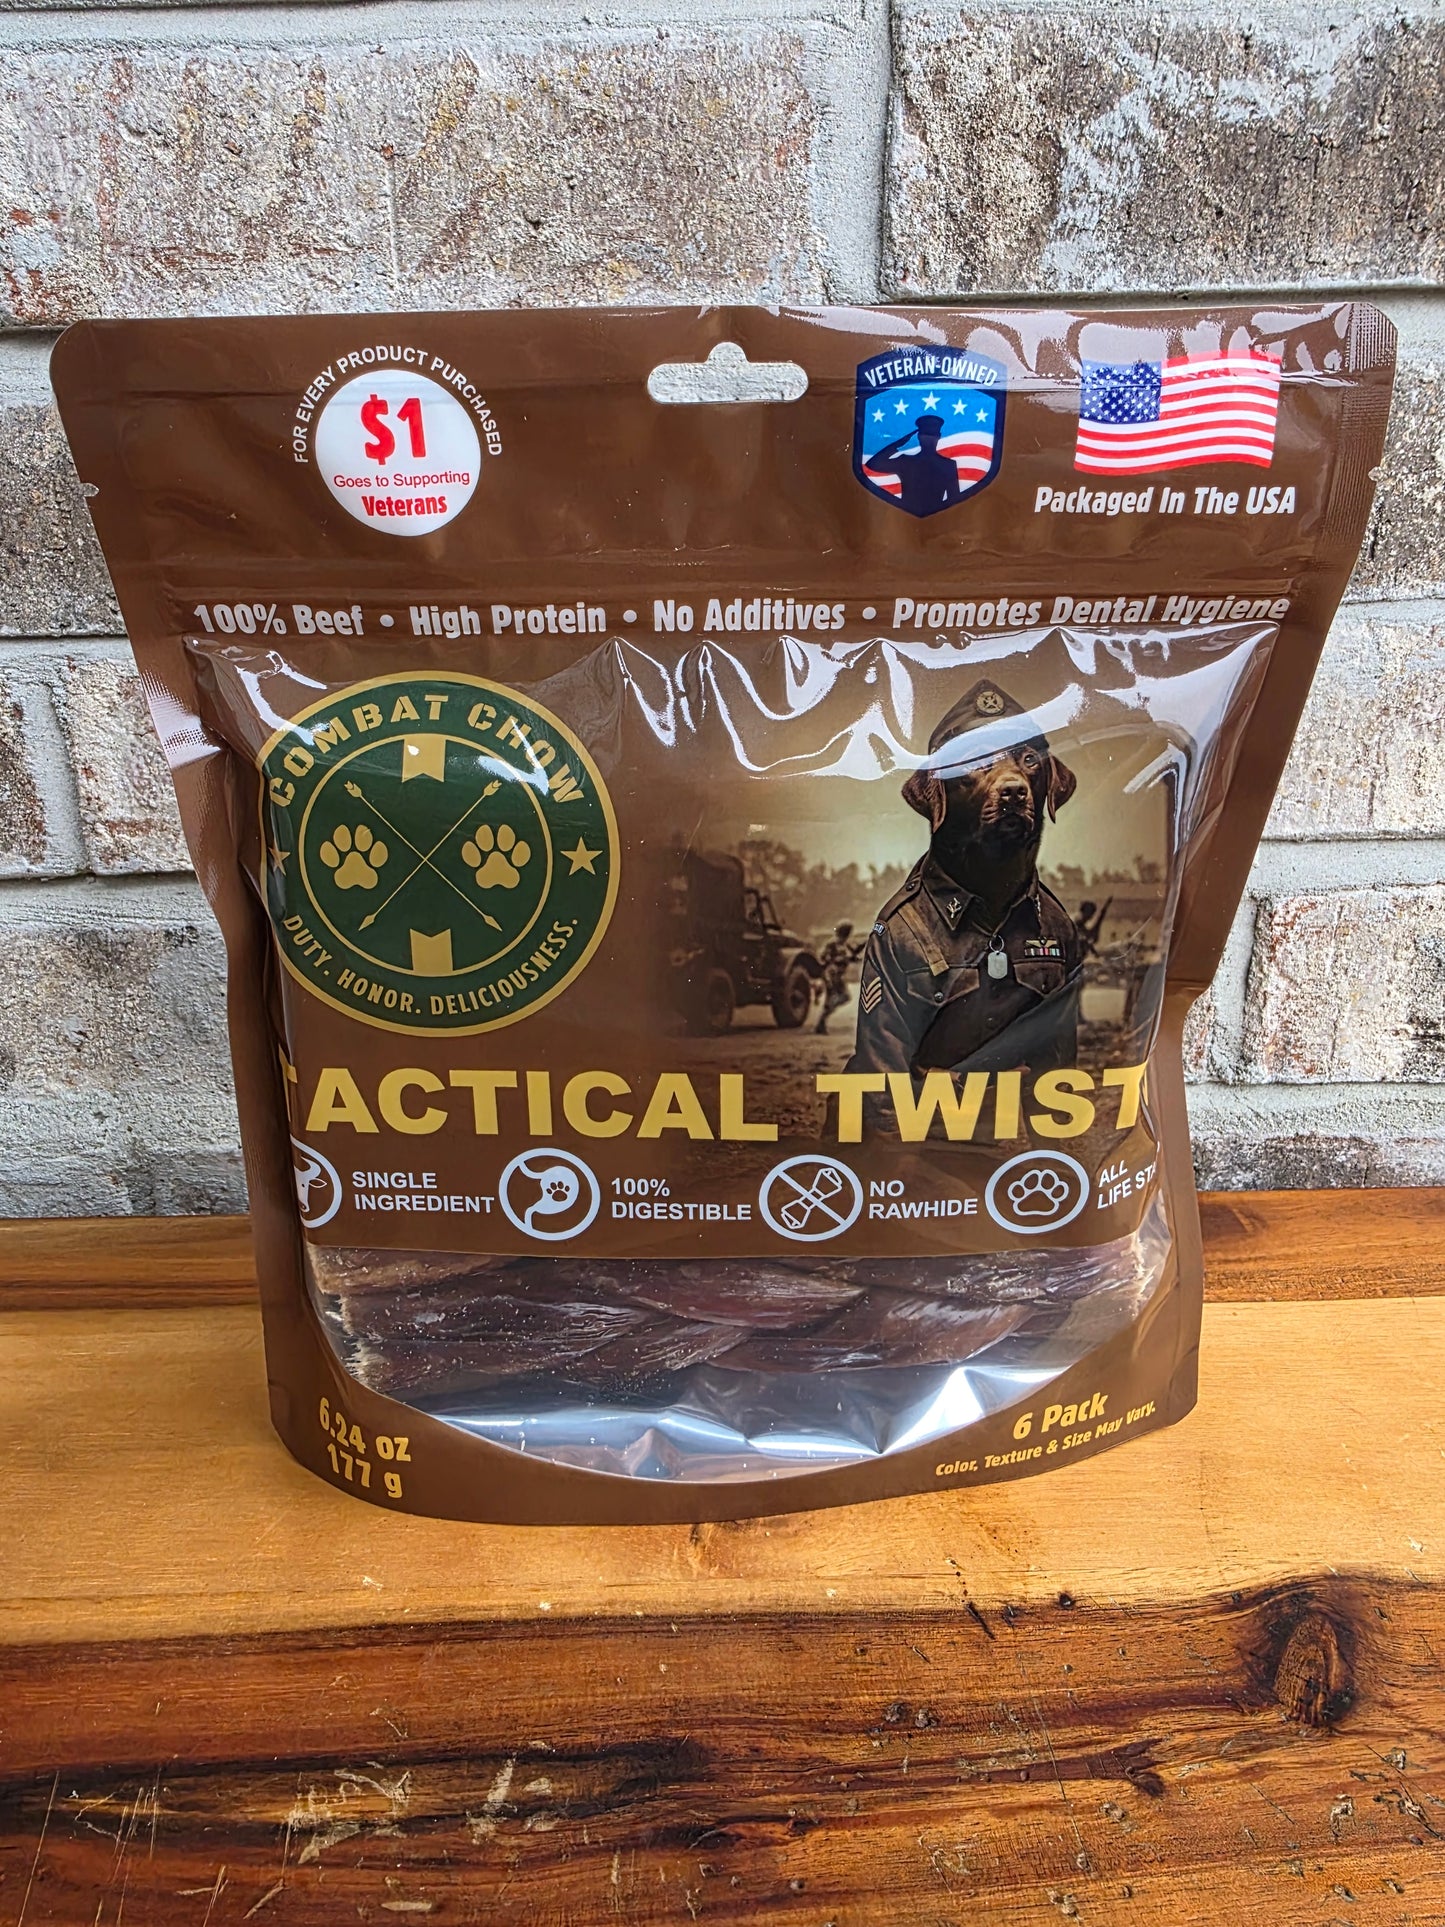 FOR EVERY PRODUCT PURCHASED
$1
Goes to Supporting
Veterans
VETERAN-OWNED
Packaged In The USA
100% Beef • High Protein • No Additives • Promotes Dental Hygiene
COMBAT CHOW
DUTY. HONOR. DELICIOUSNESS.
TACTICAL TWIST
SINGLE
INGREDIENT
100%
DIGESTIBLE
NO
RAWHIDE
ALL
LIFE STA
6.24 oz
177 g
6 Pack
Color, Texture & Size May Vary.